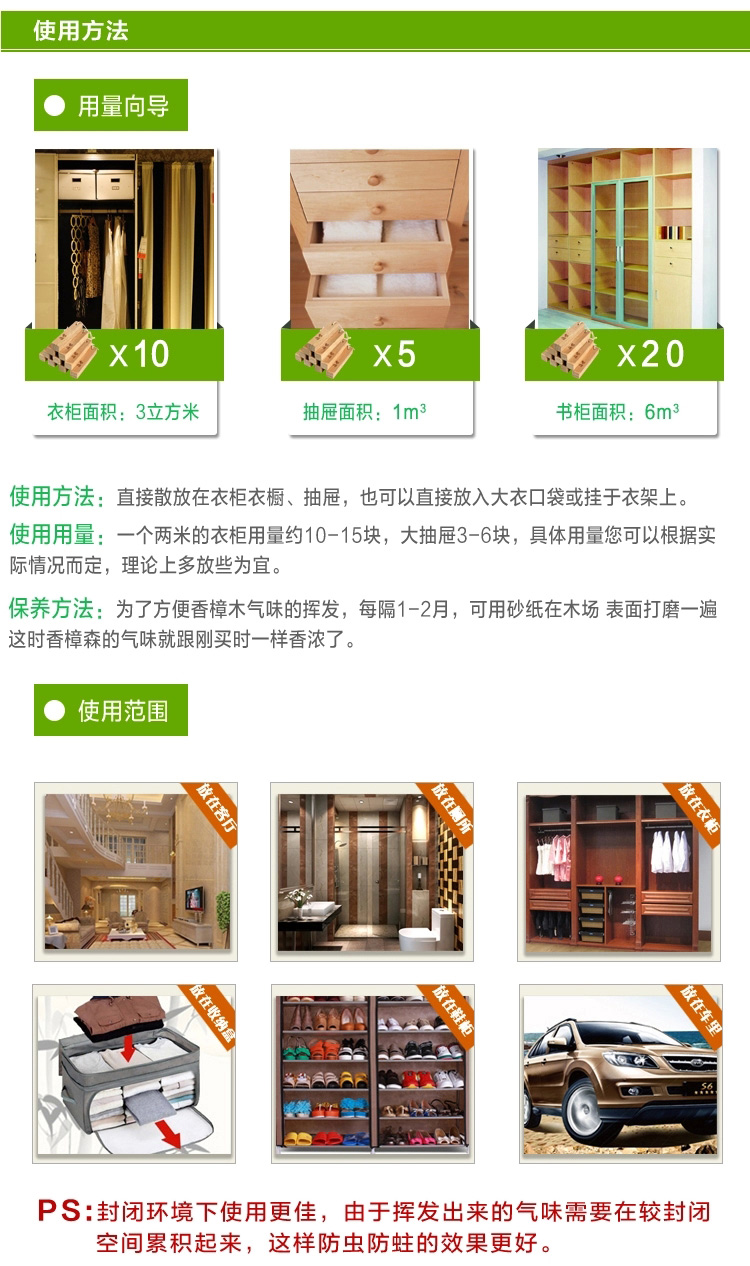 使用方法
用量向导
X10
X5
X20
衣柜面积：3立方米
抽屉面积：1m³
书柜面积：6m³
使用方法：直接散放在衣柜衣橱、抽屉，也可以直接放入大衣口袋或挂于衣架上。
使用用量：一个两米的衣柜用量约10-15块，大抽屉3-6块，具体用量您可以根据实
际情况而定，理论上多放些为宜。
保养方法：为了方便香樟木气味的挥发，每隔1-2月，可用砂纸在木场 表面打磨一遍
这时香樟森的气味就跟刚买时一样香浓了。
使用范围
放在客厅
放在厕所
放在衣柜
放在收纳盒
放在鞋柜
放在车里
S6
PS:封闭环境下使用更佳，由于挥发出来的气味需要在较封闭
空间累积起来，这样防虫防蛀的效果更好。